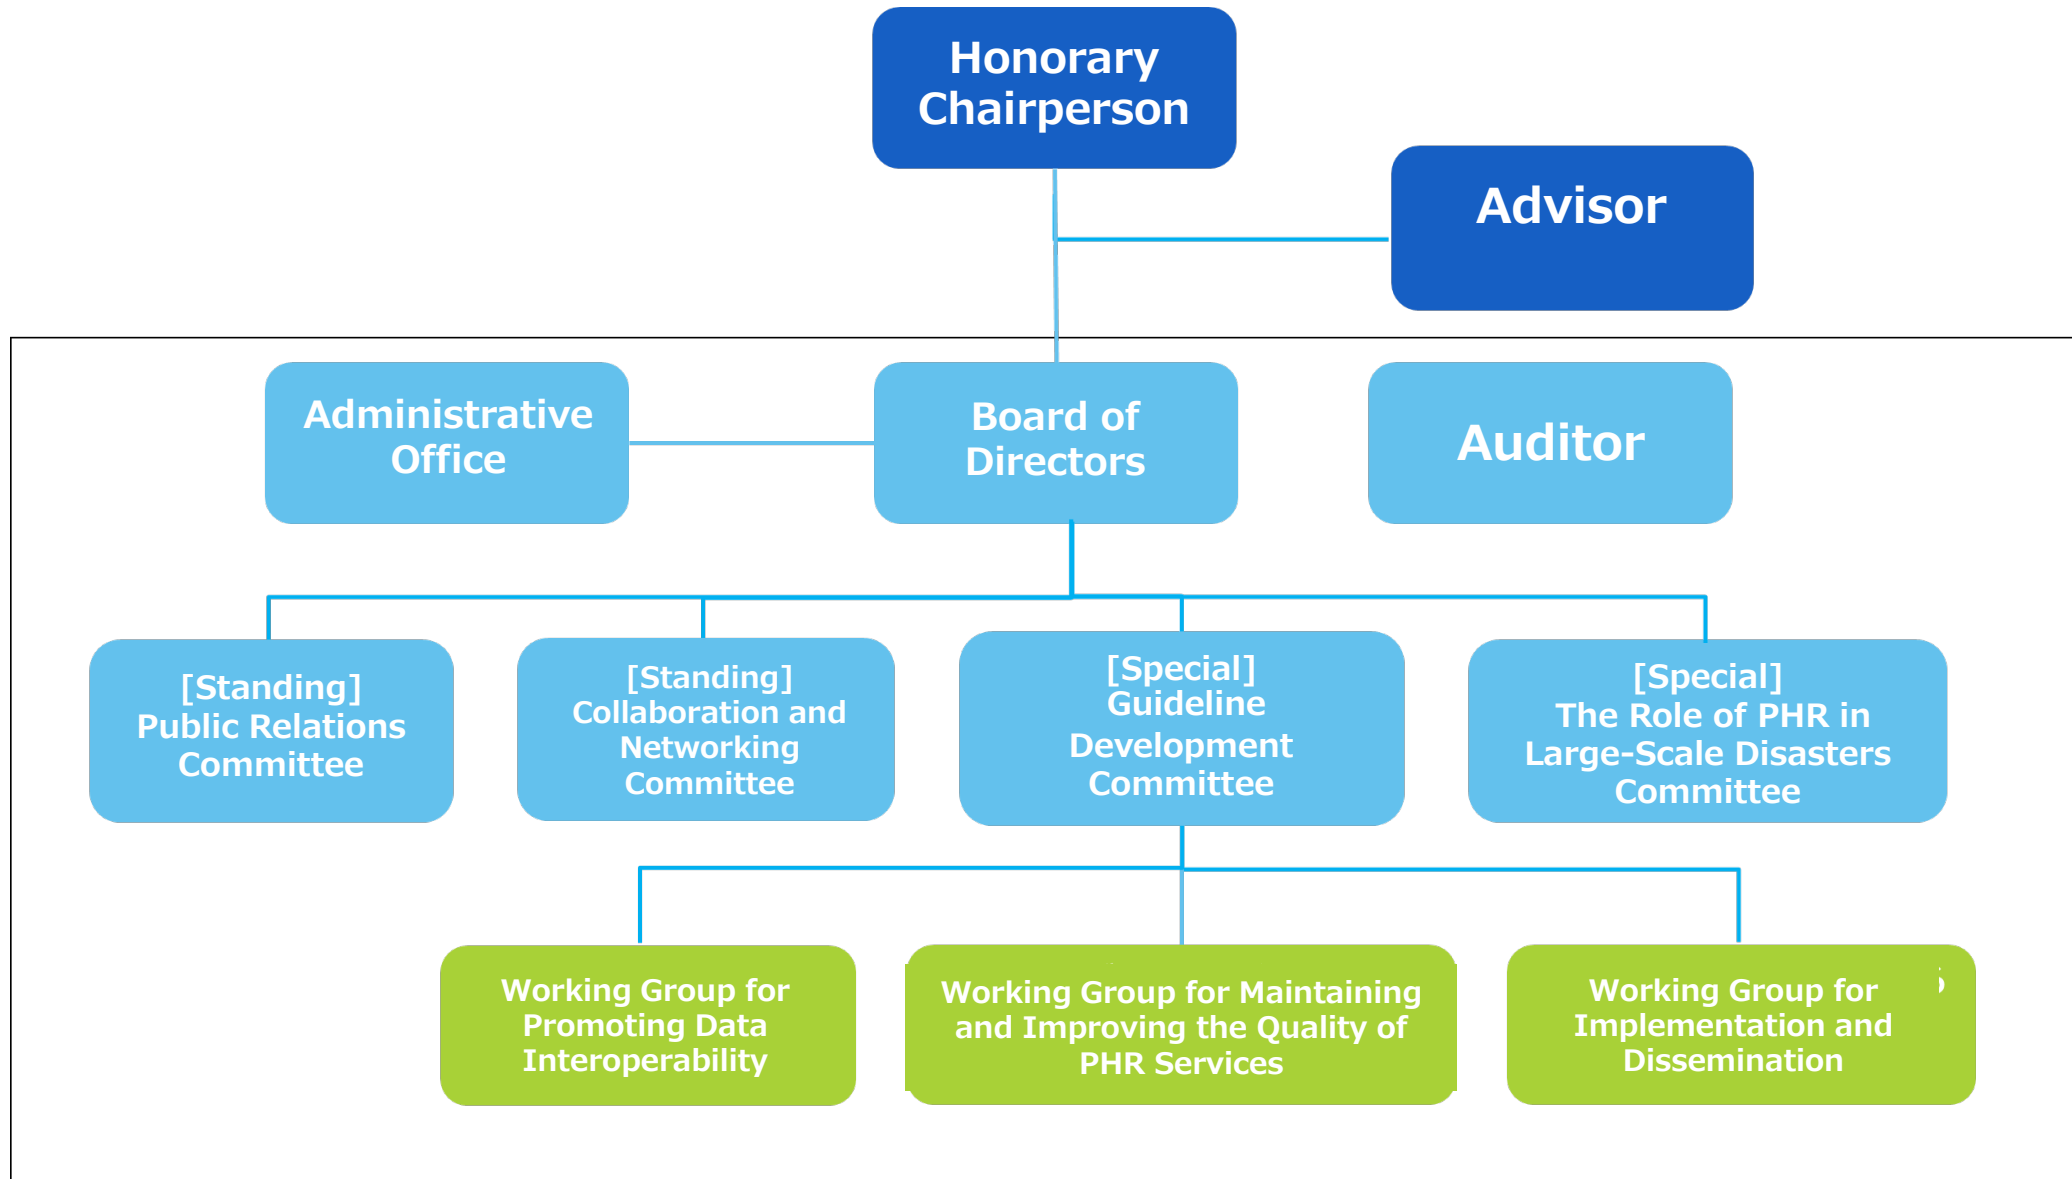 Honorary
Chairperson
Advisor
Administrative
Office
Board of
Directors
Auditor
[Standing]
Public Relations
Committee
[Standing]
Collaboration and
Networking
Committee
[Special]
Guideline
Development
Committee
[Special]
The Role of PHR in
Large-Scale Disasters
Committee
Working Group for
Promoting Data
Interoperability
Working Group for Maintaining
and Improving the Quality of
PHR Services
Working Group for
Implementation and
Dissemination